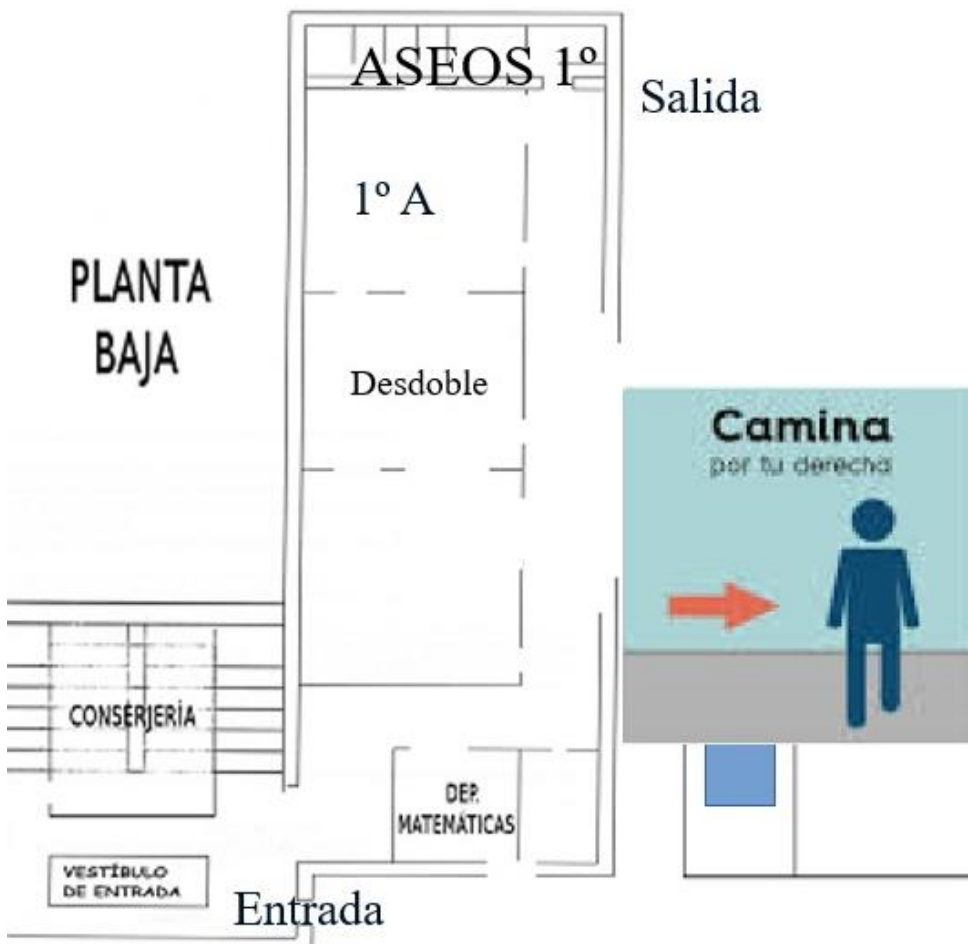 ASEOS 1º
Salida
1º A
PLANTA
BAJA
Desdoble
Camina
por tu derecha
CONSERJERÍA
DEP.
MATEMÁTICAS
VESTÍBULO
DE ENTRADA
Entrada